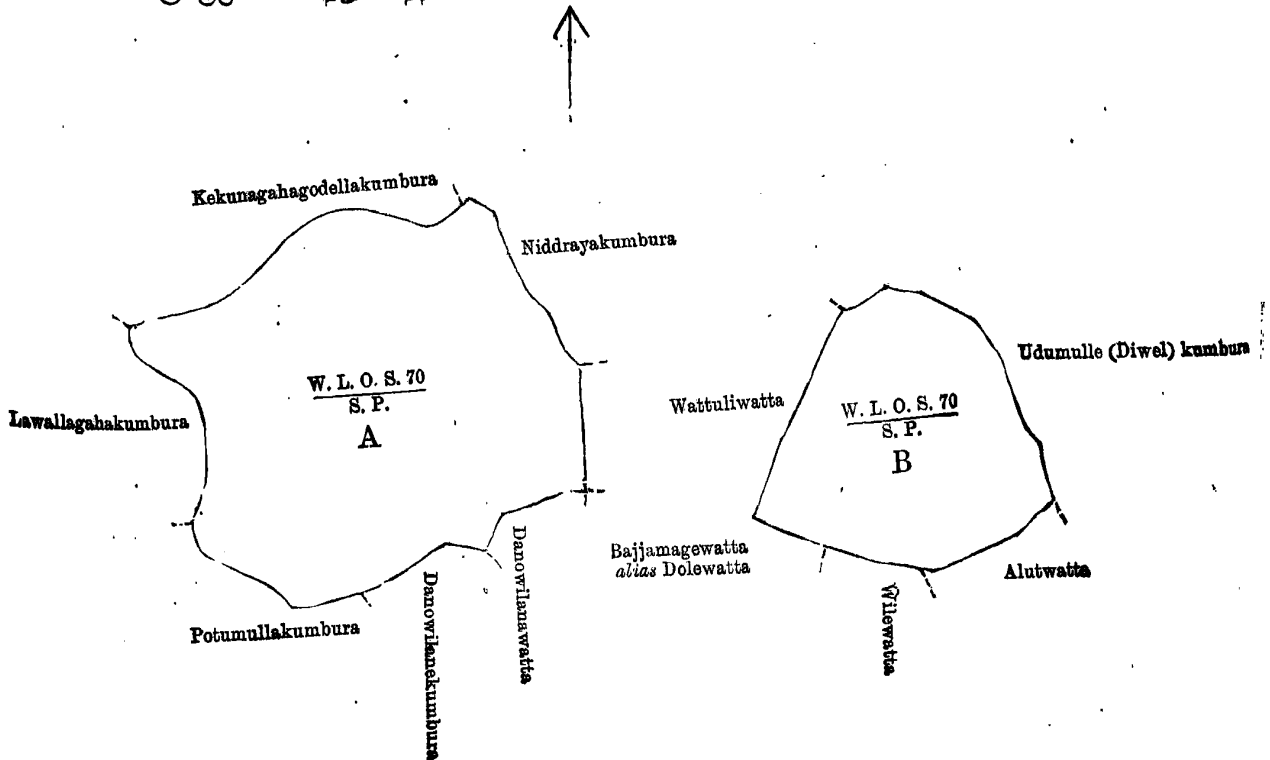 Kekunagahagodellakumbura
Niddrayakumbura
W. L. O. S. 70
S. P.
A
Lawallagahakumbura
Potumullakumbura
Danowilanekumbura
Danowilanawatta
Udumulle (Diwel) kumbura
Wattuliwatta
W. L. O. S. 70
S. P.
B
Bajjamagewatta
alias Dolewatta
Wilewatta
Alutwatta